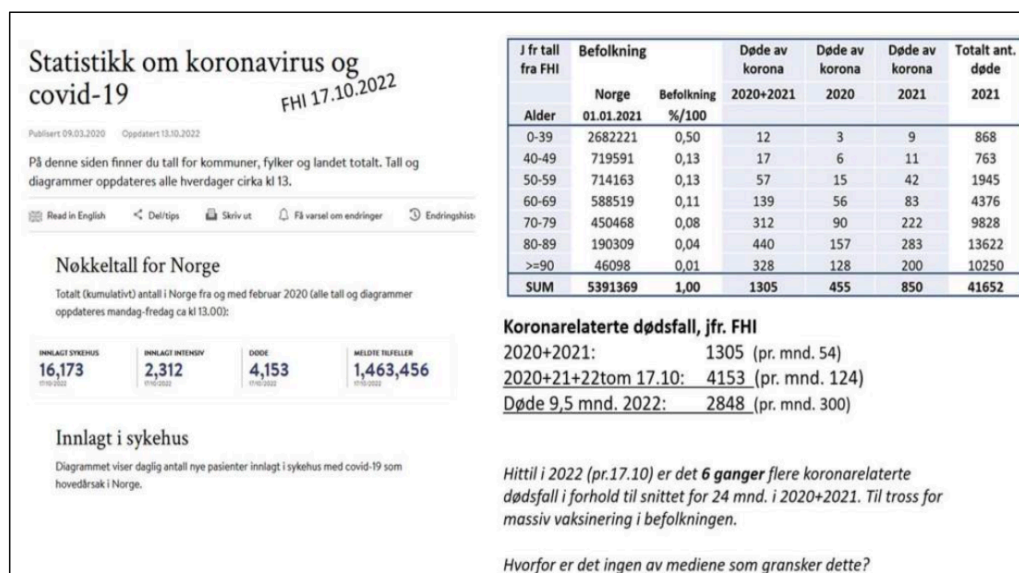 Statistikk om koronavirus og
covid-19
FHI 17.10.2022
Publisert 09.03.2020 Oppdatert 13.10.2022
På denne siden finner du tall for kommuner, fylker og landet totalt. Tall og
diagrammer oppdateres alle hverdager cirka kl 13.
Read in English Del/tips Skriv ut Få varsel om endringer Endringshist
Nøkkeltall for Norge
Totalt (kumulativt) antall i Norge fra og med februar 2020 (alle tall og diagrammer
oppdateres mandag-fredag ca kl 13.00):
INNLAGT SYKEHUS INNLAGT INTENSIV DØDE MELDTE TILFELLER
16,173 2,312 4,153 1,463,456
17/10/2022 17/10/2022 17/10/2022 17/10/2022
Innlagt i sykehus
Diagrammet viser daglig antall nye pasienter innlagt i sykehus med covid-19 som
hovedårsak i Norge.
J fr tall Befolkning Døde av Døde av Døde av Totalt ant.
fra FHI korona korona korona døde
Norge Befolkning 2020+2021 2020 2021 2021
Alder 01.01.2021 %/100
0-39 2682221 0,50 12 3 9 868
40-49 719591 0,13 17 6 11 763
50-59 714163 0,13 57 15 42 1945
60-69 588519 0,11 139 56 83 4376
70-79 450468 0,08 312 90 222 9828
80-89 190309 0,04 440 157 283 13622
>=90 46098 0,01 328 128 200 10250
SUM 5391369 1,00 1305 455 850 41652
Koronarelaterte dødsfall, jfr. FHI
2020+2021: 1305 (pr. mnd. 54)
2020+21+22tom 17.10: 4153 (pr. mnd. 124)
Døde 9,5 mnd. 2022: 2848 (pr. mnd. 300)
Hittil i 2022 (pr.17.10) er det 6 ganger flere koronarelaterte
dødsfall i forhold til snittet for 24 mnd. i 2020+2021. Til tross for
massiv vaksinering i befolkningen.
Hvorfor er det ingen av mediene som gransker dette?